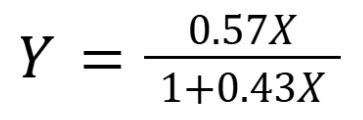 Y = 0.57X / 1+0.43X